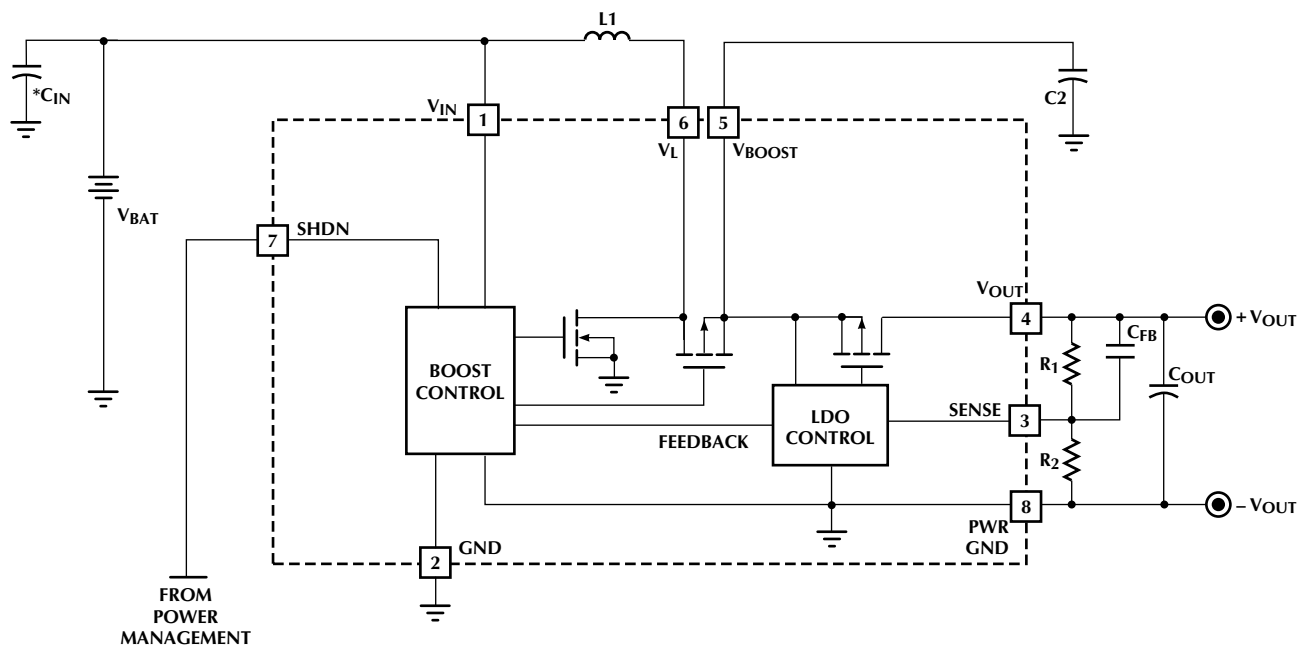 L1
*CIN
C2
VIN
1
6
5
VL
VBOOST
VBAT
7
SHDN
VOUT
4
+ VOUT
CFB
R1
COUT
BOOST
CONTROL
LDO
CONTROL
SENSE
3
FEEDBACK
R2
8
– VOUT
PWR
GND
GND
2
FROM
POWER
MANAGEMENT